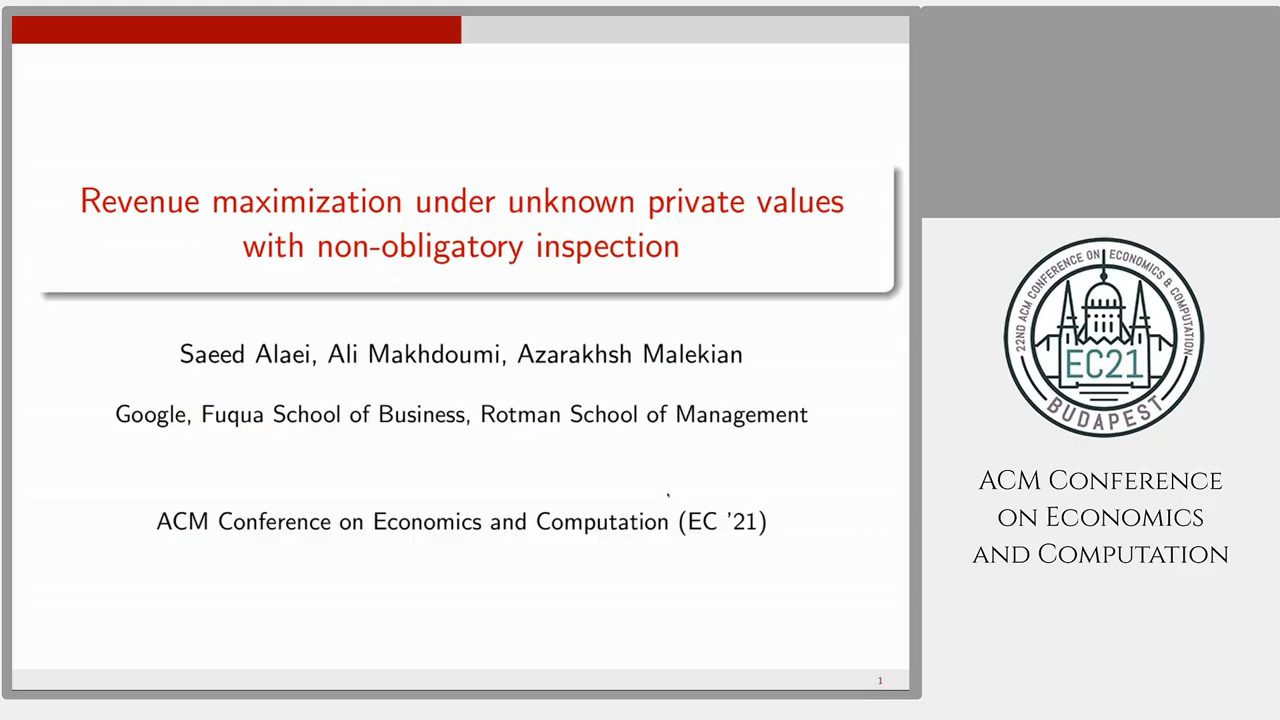 Revenue maximization under unknown private values
with non-obligatory inspection
Saeed Alaei, Ali Makhdoumi, Azarakhsh Malekian
Google, Fuqua School of Business, Rotman School of Management
ACM Conference on Economics and Computation (EC '21)
1
22ND ACM CONFERENCE ON ECONOMICS & COMPUTATION
EC21
BUDAPEST
ACM Conference
on Economics
and Computation